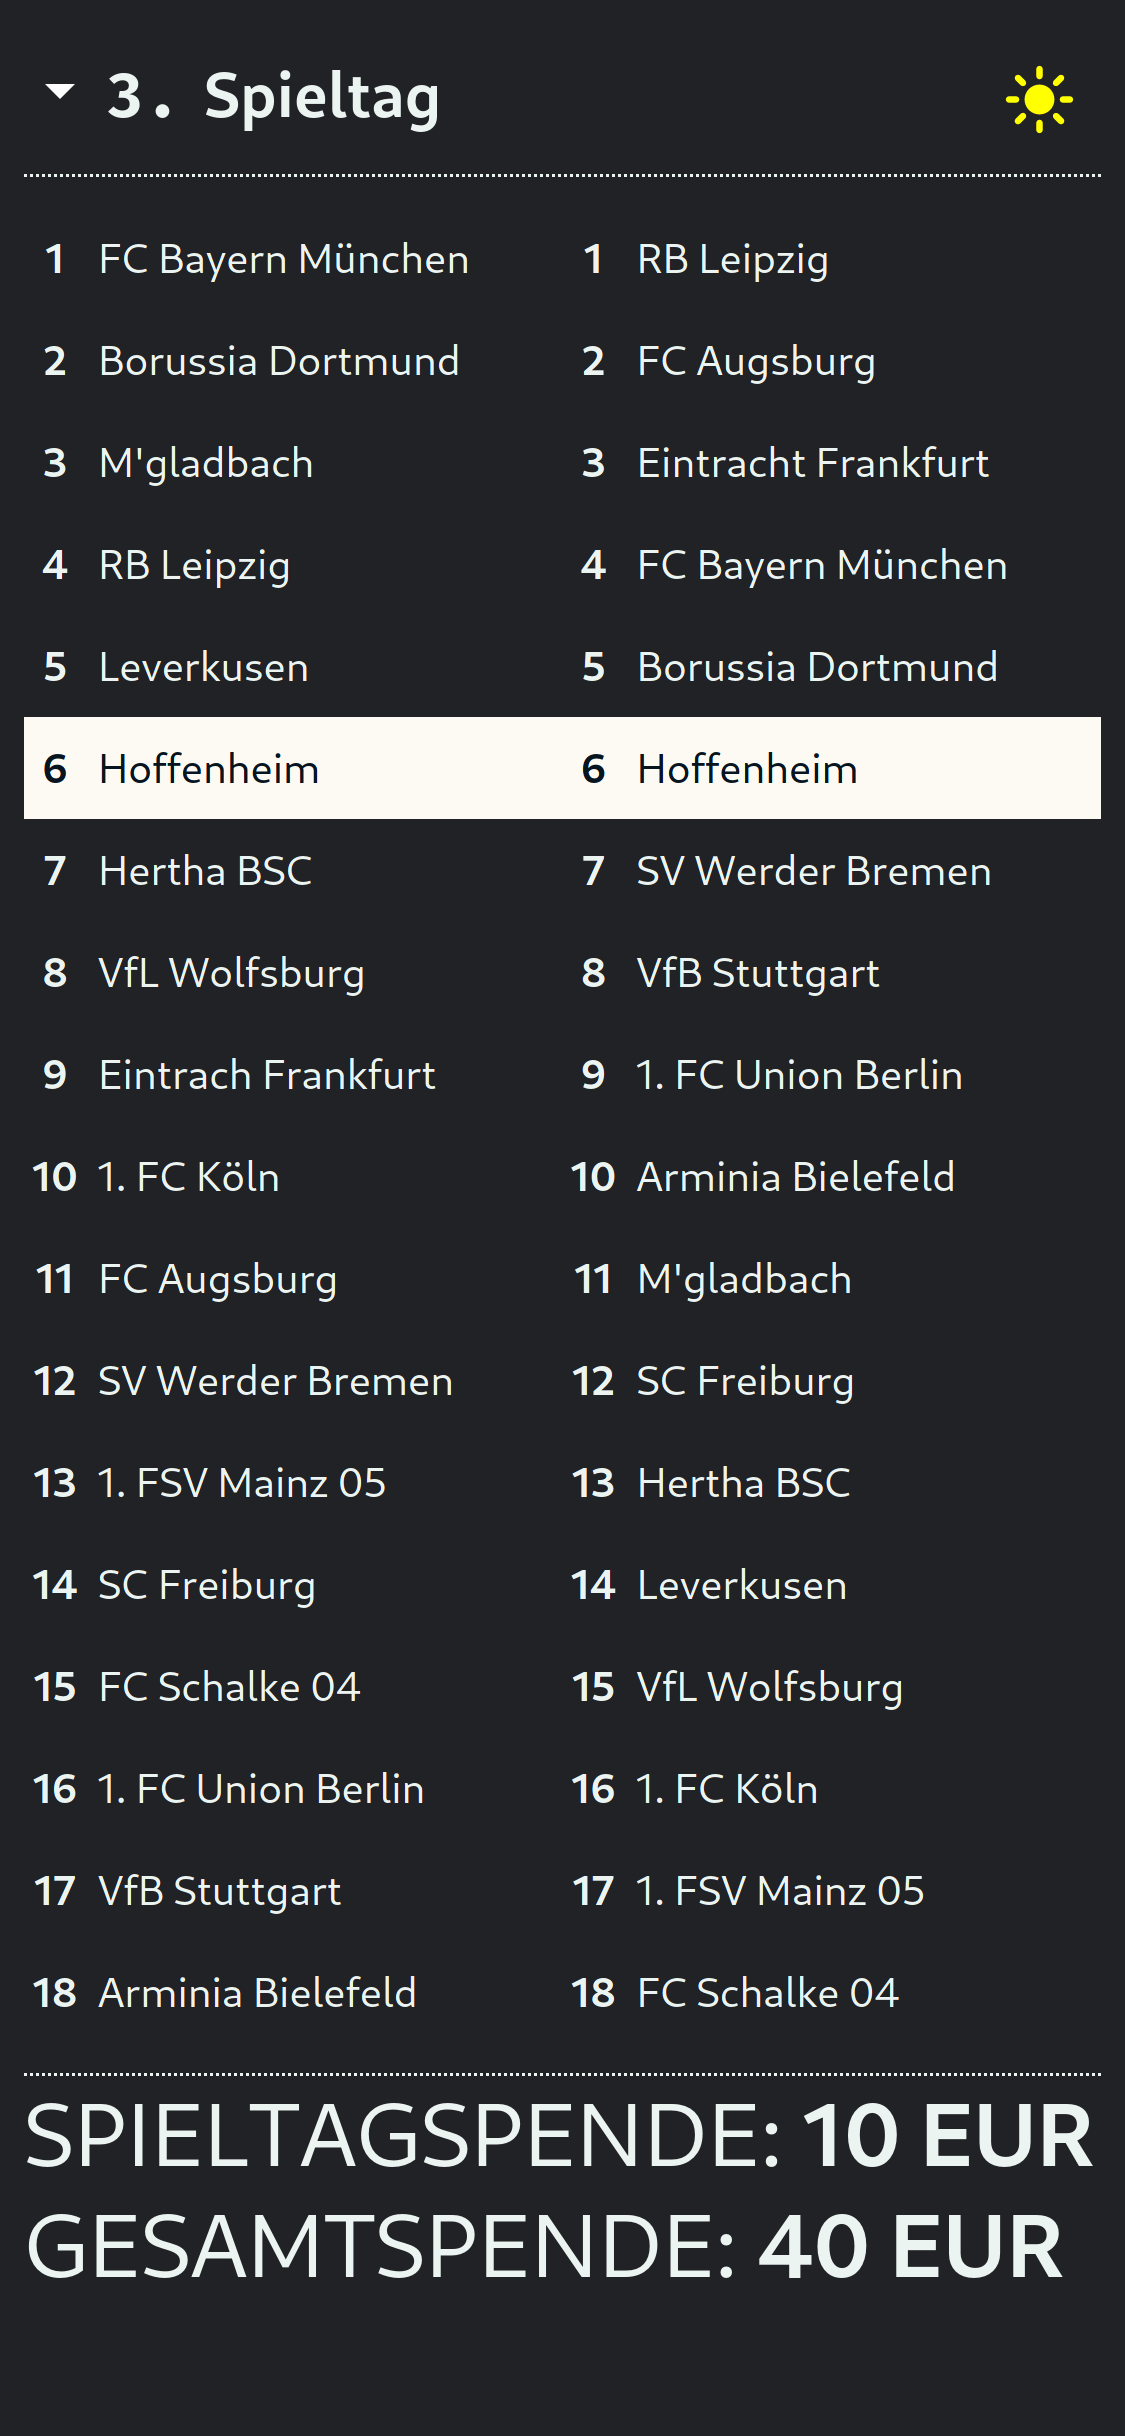 3. Spieltag
1 FC Bayern München 1 RB Leipzig
2 Borussia Dortmund 2 FC Augsburg
3 M'gladbach 3 Eintracht Frankfurt
4 RB Leipzig 4 FC Bayern München
5 Leverkusen 5 Borussia Dortmund
6 Hoffenheim 6 Hoffenheim
7 Hertha BSC 7 SV Werder Bremen
8 VfL Wolfsburg 8 VfB Stuttgart
9 Eintrach Frankfurt 9 1. FC Union Berlin
10 1. FC Köln 10 Arminia Bielefeld
11 FC Augsburg 11 M'gladbach
12 SV Werder Bremen 12 SC Freiburg
13 1. FSV Mainz 05 13 Hertha BSC
14 SC Freiburg 14 Leverkusen
15 FC Schalke 04 15 VfL Wolfsburg
16 1. FC Union Berlin 16 1. FC Köln
17 VfB Stuttgart 17 1. FSV Mainz 05
18 Arminia Bielefeld 18 FC Schalke 04
SPIELTAGSPENDE: 10 EUR
GESAMTSPENDE: 40 EUR